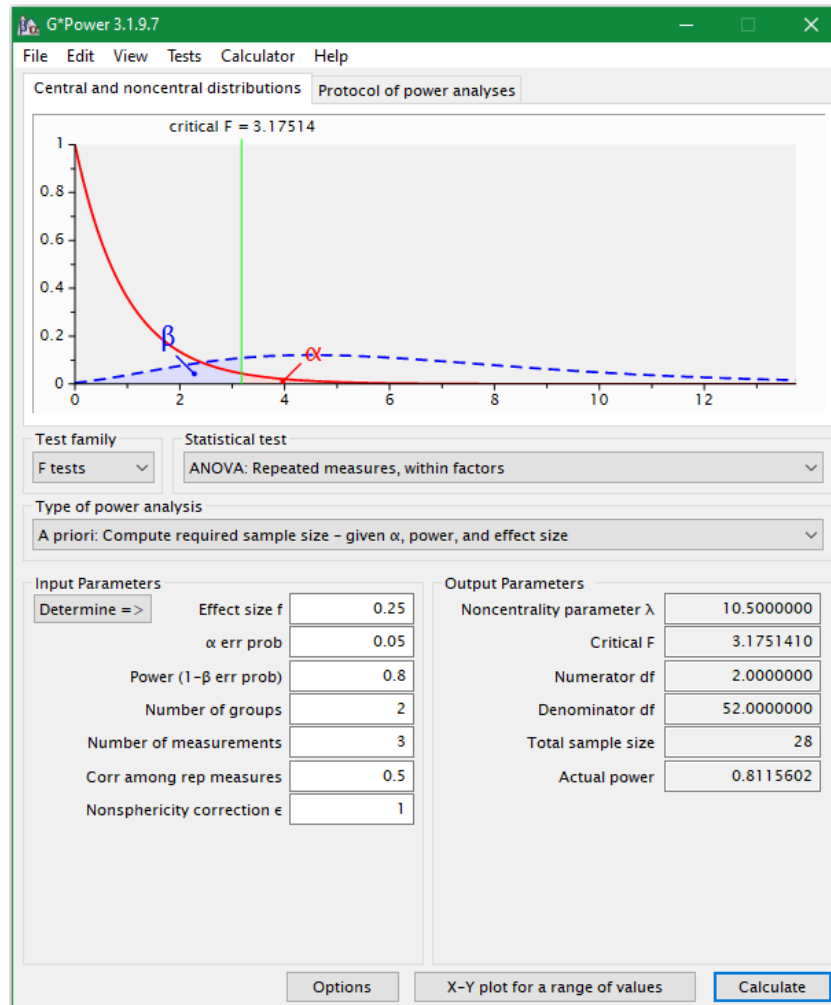 G*Power 3.1.9.7
File Edit View Tests Calculator Help
Central and noncentral distributions Protocol of power analyses
critical F = 3.17514
1
0.8
0.6
0.4
0.2
0
β
α
0 2 4 6 8 10 12
Test family Statistical test
F tests ANOVA: Repeated measures, within factors
Type of power analysis
A priori: Compute required sample size – given α, power, and effect size
Input Parameters Output Parameters
Determine => Effect size f 0.25 Noncentrality parameter λ 10.5000000
α err prob 0.05 Critical F 3.1751410
Power (1-β err prob) 0.8 Numerator df 2.0000000
Number of groups 2 Denominator df 52.0000000
Number of measurements 3 Total sample size 28
Corr among rep measures 0.5 Actual power 0.8115602
Nonsphericity correction ϵ 1
Options X-Y plot for a range of values Calculate